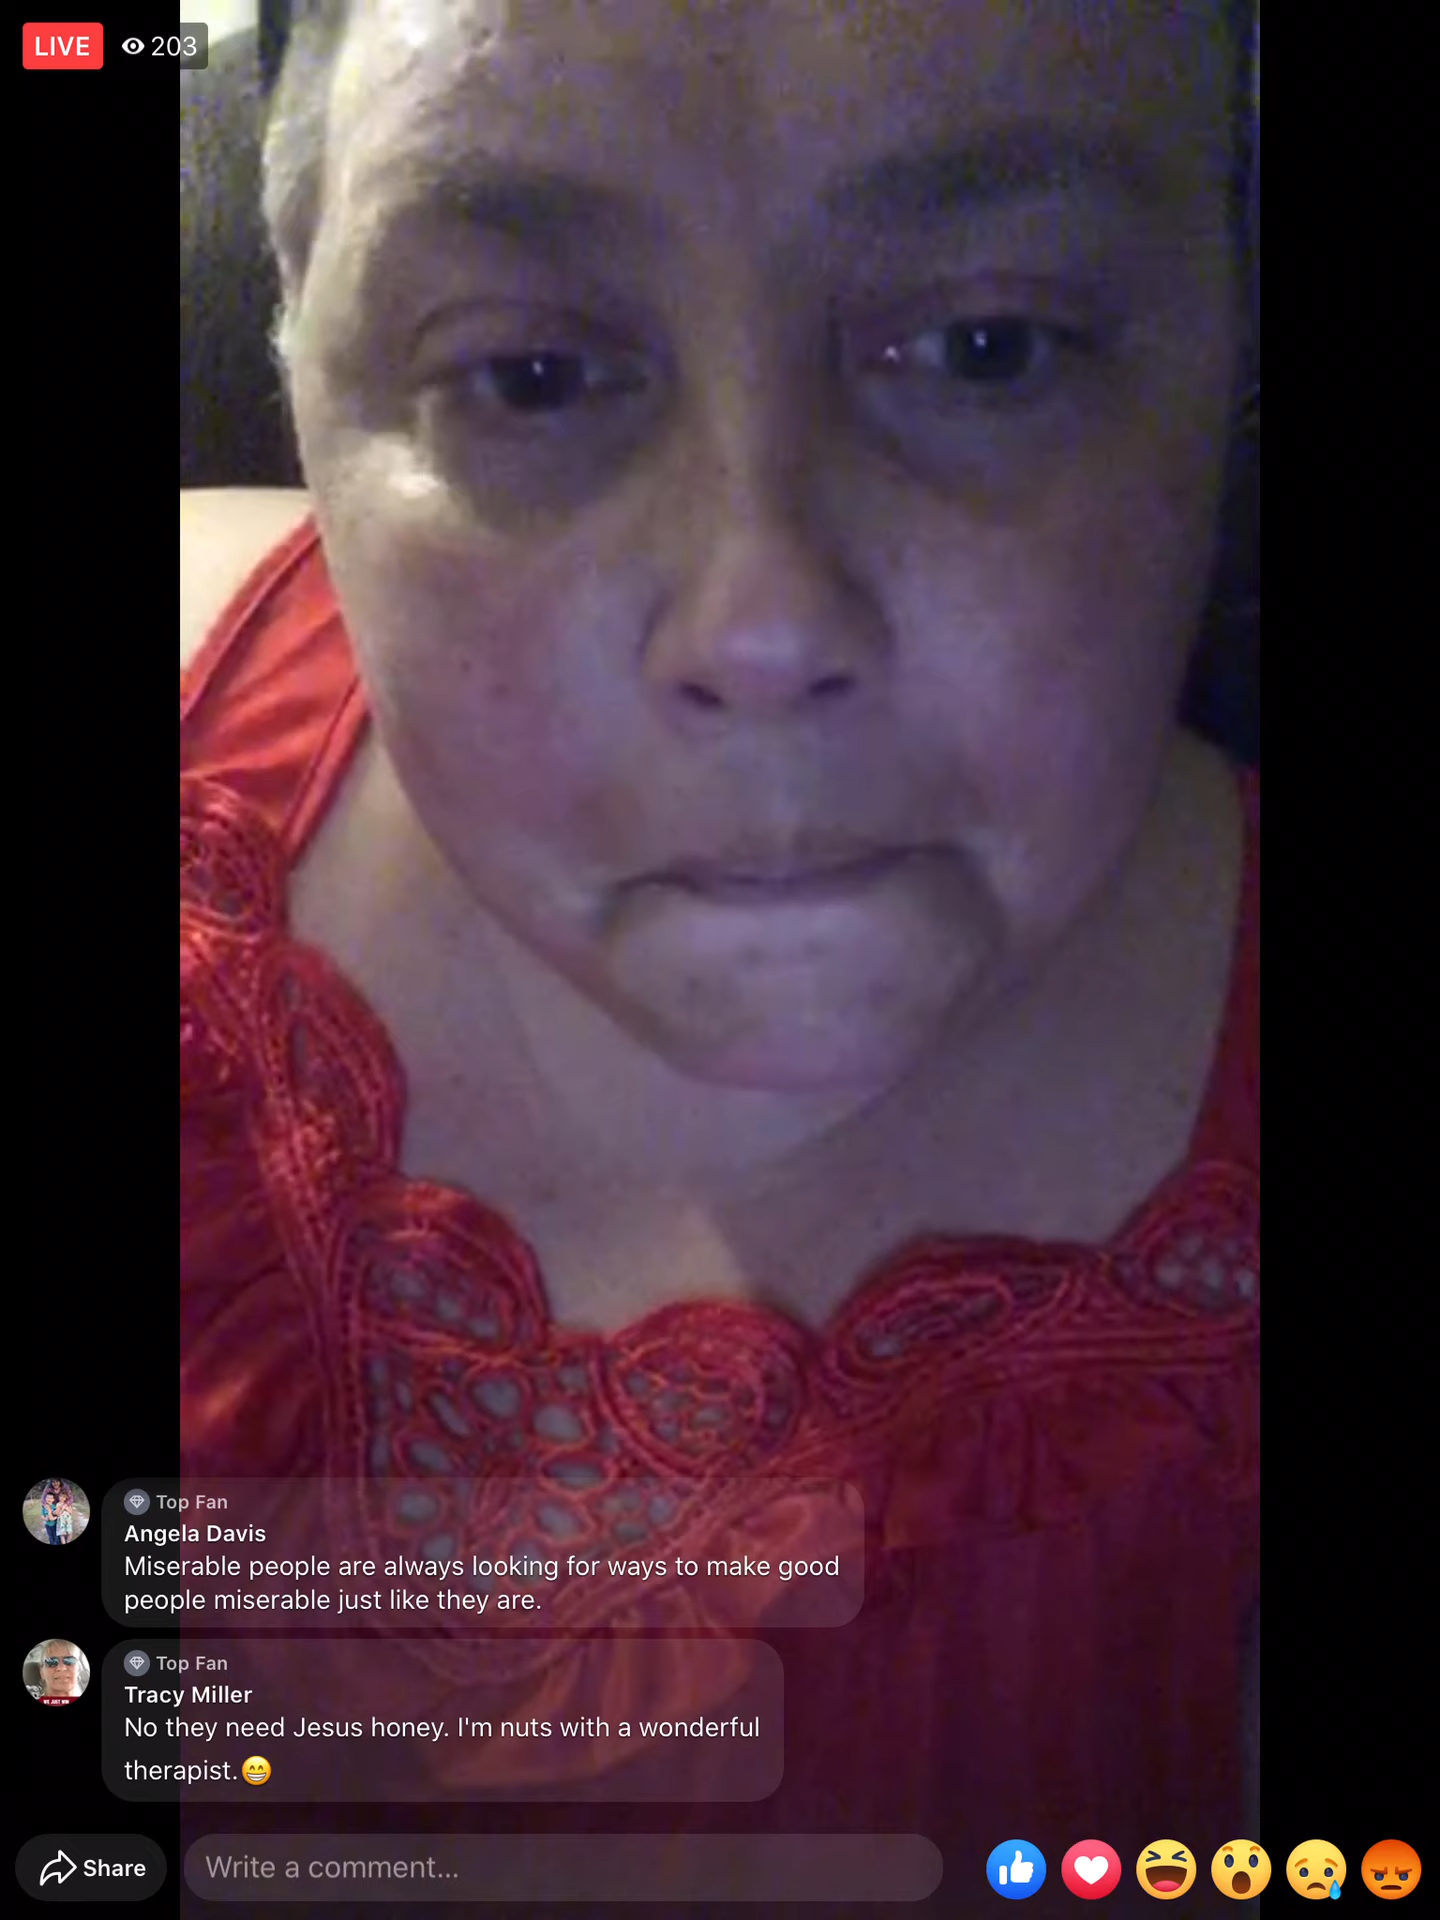 LIVE 203
Top Fan
Angela Davis
Miserable people are always looking for ways to make good
people miserable just like they are.
Top Fan
Tracy Miller
No they need Jesus honey. I'm nuts with a wonderful
therapist.😁
Share Write a comment...